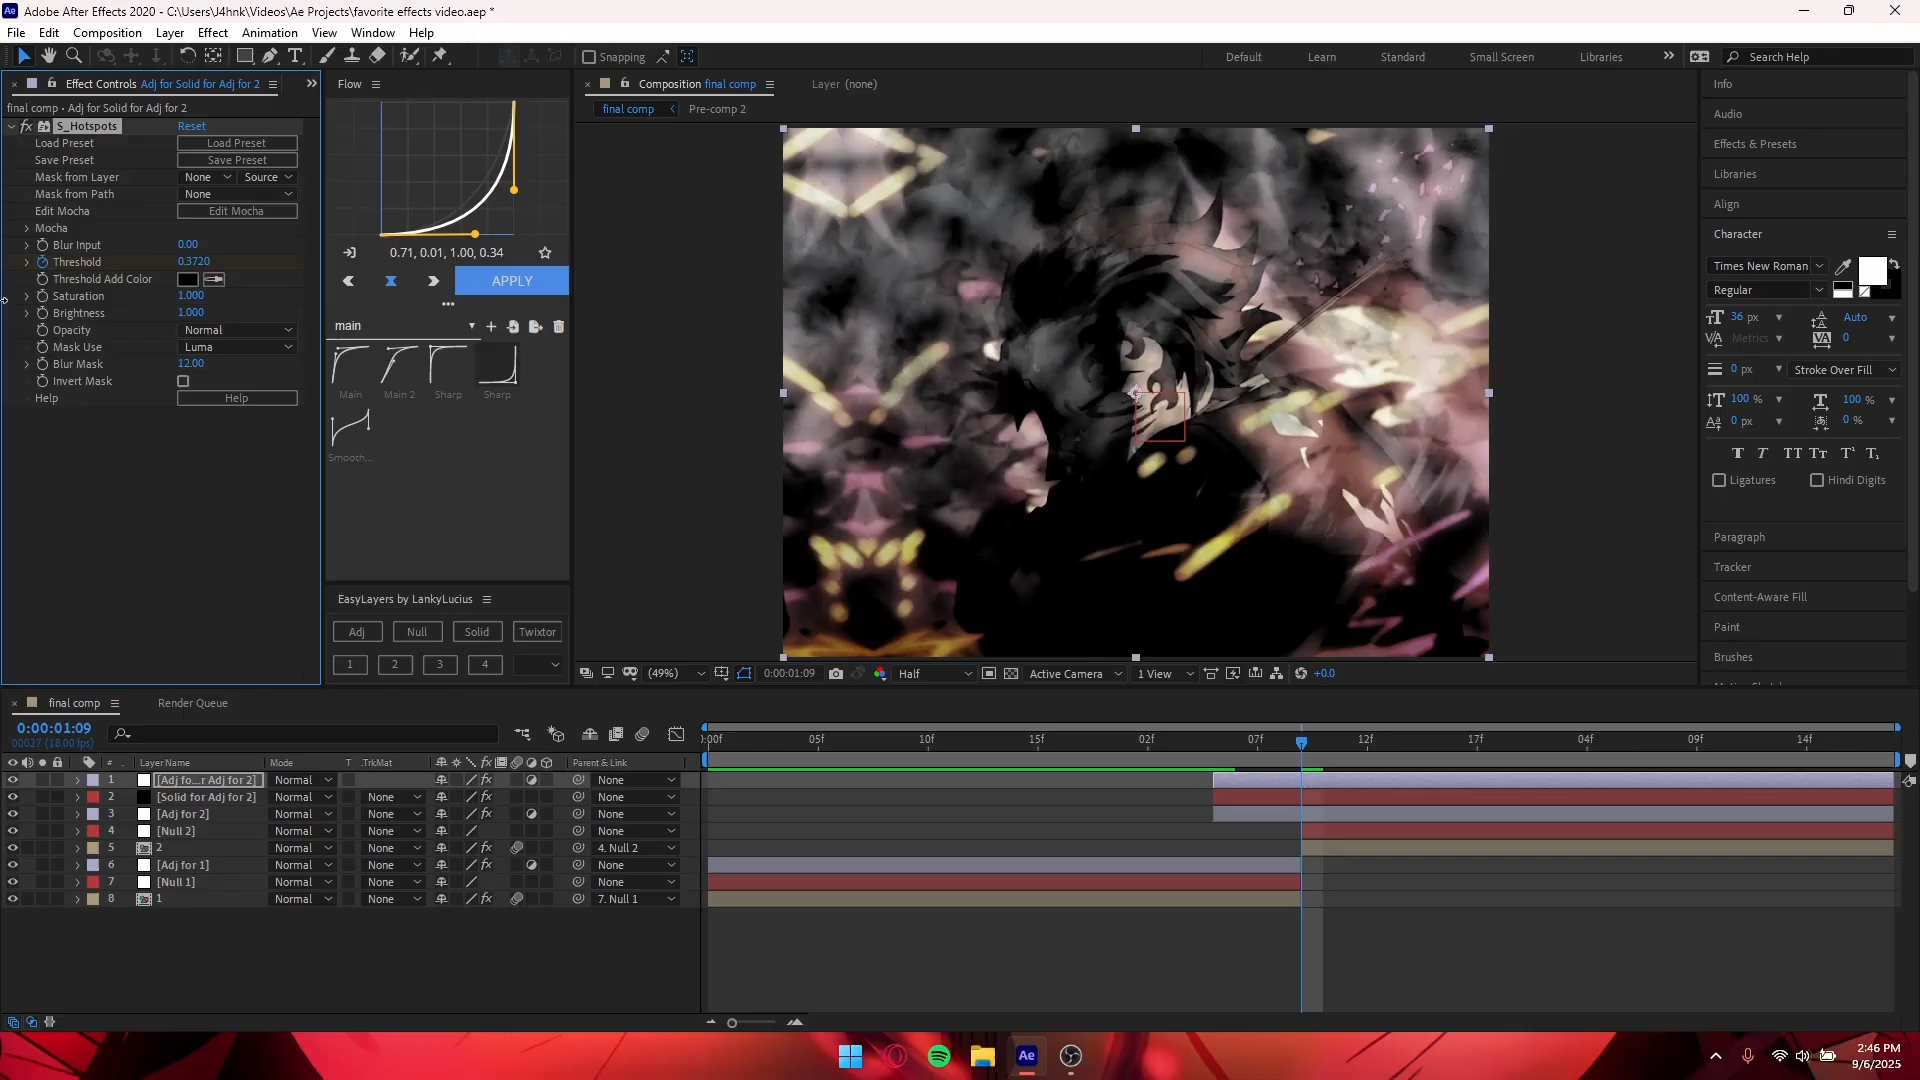 Adobe After Effects 2020 - C:\Users\J4hnk\Videos\Ae Projects\favorite effects video.aep *
File Edit Composition Layer Effect Animation View Window Help
Snapping Default Learn Standard Small Screen Libraries Search Help
Effect Controls Adj for Solid for Adj for 2
final comp • Adj for Solid for Adj for 2
fx S_Hotspots Reset
Load Preset Load Preset
Save Preset Save Preset
Mask from Layer None Source
Mask from Path None
Edit Mocha Edit Mocha
Mocha
Blur Input 0.00
Threshold 0.3720
Threshold Add Color
Saturation 1.000
Brightness 1.000
Opacity Normal
Mask Use Luma
Blur Mask 12.00
Invert Mask
Help Help
Flow
0.71, 0.01, 1.00, 0.34
APPLY
main
Main Main 2 Sharp Sharp
Smooth...
EasyLayers by LankyLucius
Adj Null Solid Twixtor
1 2 3 4
Composition final comp Layer (none)
final comp Pre-comp 2
(49%) 0:00:01:09 Half Active Camera 1 View +0.0
Info
Audio
Effects & Presets
Libraries
Align
Character
Times New Roman
Regular
36 px Auto
Metrics 0
0 px Stroke Over Fill
100 % 100 %
0 px 0 %
T T TT Tr T' T,
Ligatures Hindi Digits
Paragraph
Tracker
Content-Aware Fill
Paint
Brushes
final comp Render Queue
0:00:01:09
00027 (18.00 fps)
# Layer Name Mode T .TrkMat Parent & Link
):00f 05f 10f 15f 02f 07f 12f 17f 04f 09f 14f
1 [Adj fo...r Adj for 2] Normal None
2 [Solid for Adj for 2] Normal None fx None
3 [Adj for 2] Normal None fx None
4 [Null 2] Normal None None
5 2 Normal None fx 4. Null 2
6 [Adj for 1] Normal None fx None
7 [Null 1] Normal None None
8 1 Normal None fx 7. Null 1
Ae
2:46 PM
9/6/2025